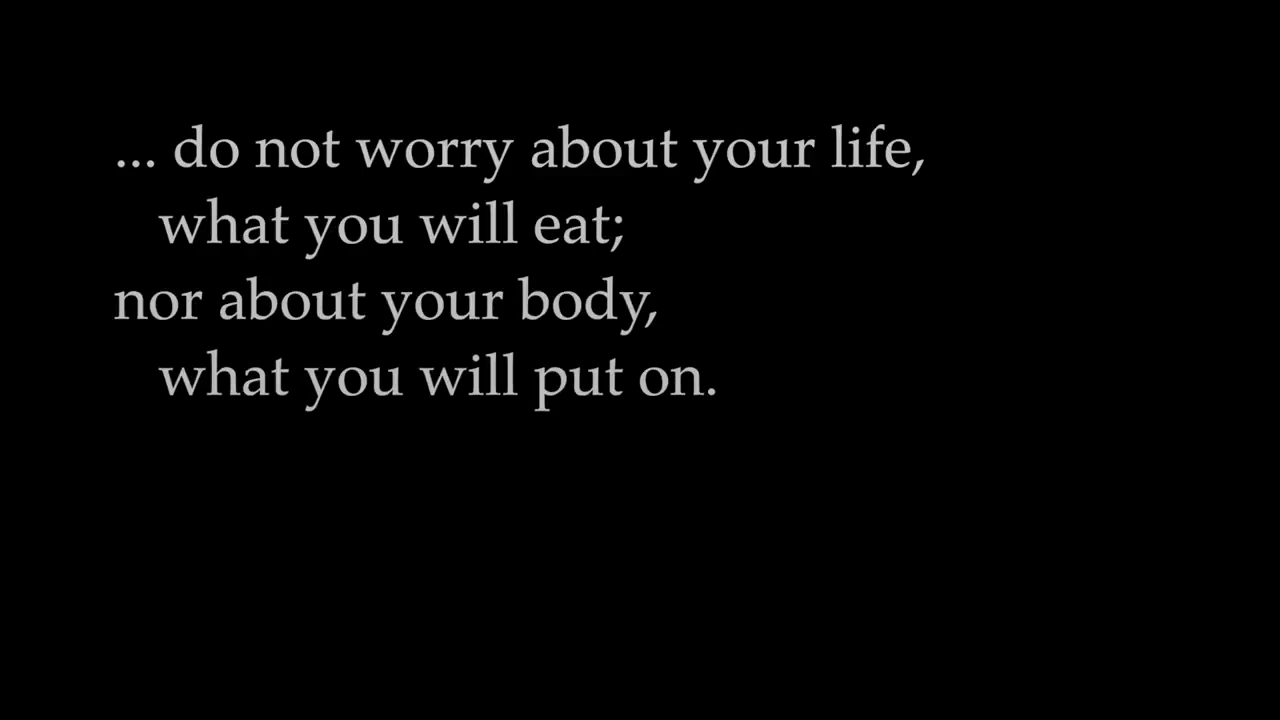 ... do not worry about your life,
what you will eat;
nor about your body,
what you will put on.